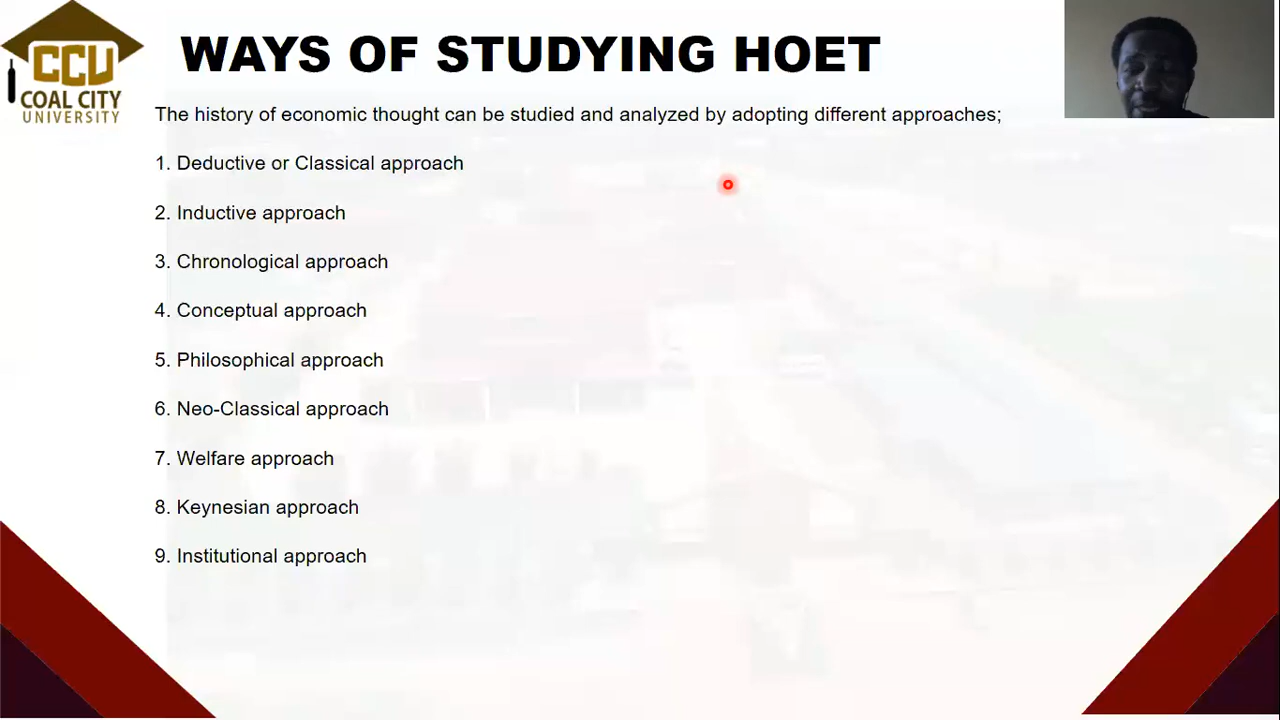 CCU
COAL CITY
UNIVERSITY
WAYS OF STUDYING HOET
The history of economic thought can be studied and analyzed by adopting different approaches;
1. Deductive or Classical approach
2. Inductive approach
3. Chronological approach
4. Conceptual approach
5. Philosophical approach
6. Neo-Classical approach
7. Welfare approach
8. Keynesian approach
9. Institutional approach